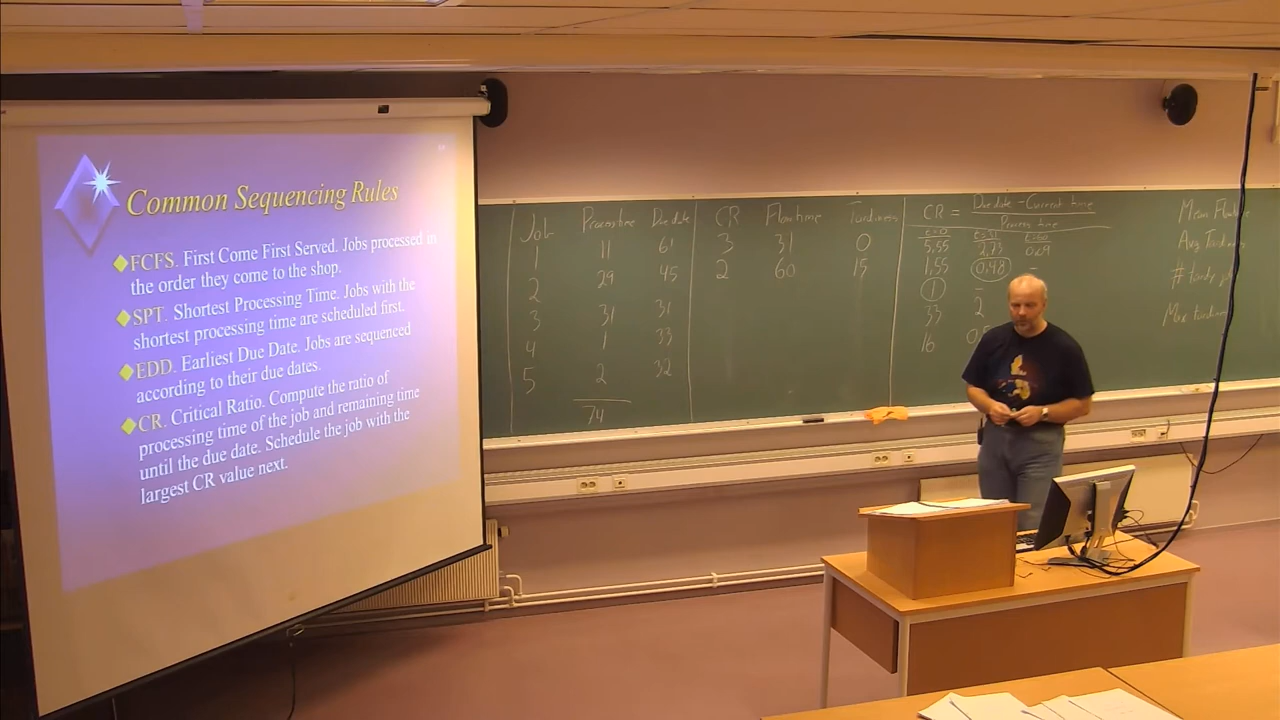 Common Sequencing Rules
FCFS. First Come First Served. Jobs processed in
the order they come to the shop.
SPT. Shortest Processing Time. Jobs with the
shortest processing time are scheduled first.
EDD. Earliest Due Date. Jobs are sequenced
according to their due dates.
CR. Critical Ratio. Compute the ratio of
processing time of the job and remaining time
until the due date. Schedule the job with the
largest CR value next.
Job Process time Due date
1 11 61
2 29 45
3 31 31
4 1 33
5 2 32
74
CR Flow time Tardiness
3 31 0
2 60 15
CR = Due date - Current time
Process time
t=0 t=31 t=60
5,55 2,73 0,09
1,55 0,48 -
1 -
33 2
16
Mean Flow
Avg Tardiness
# tardy
Max tardiness